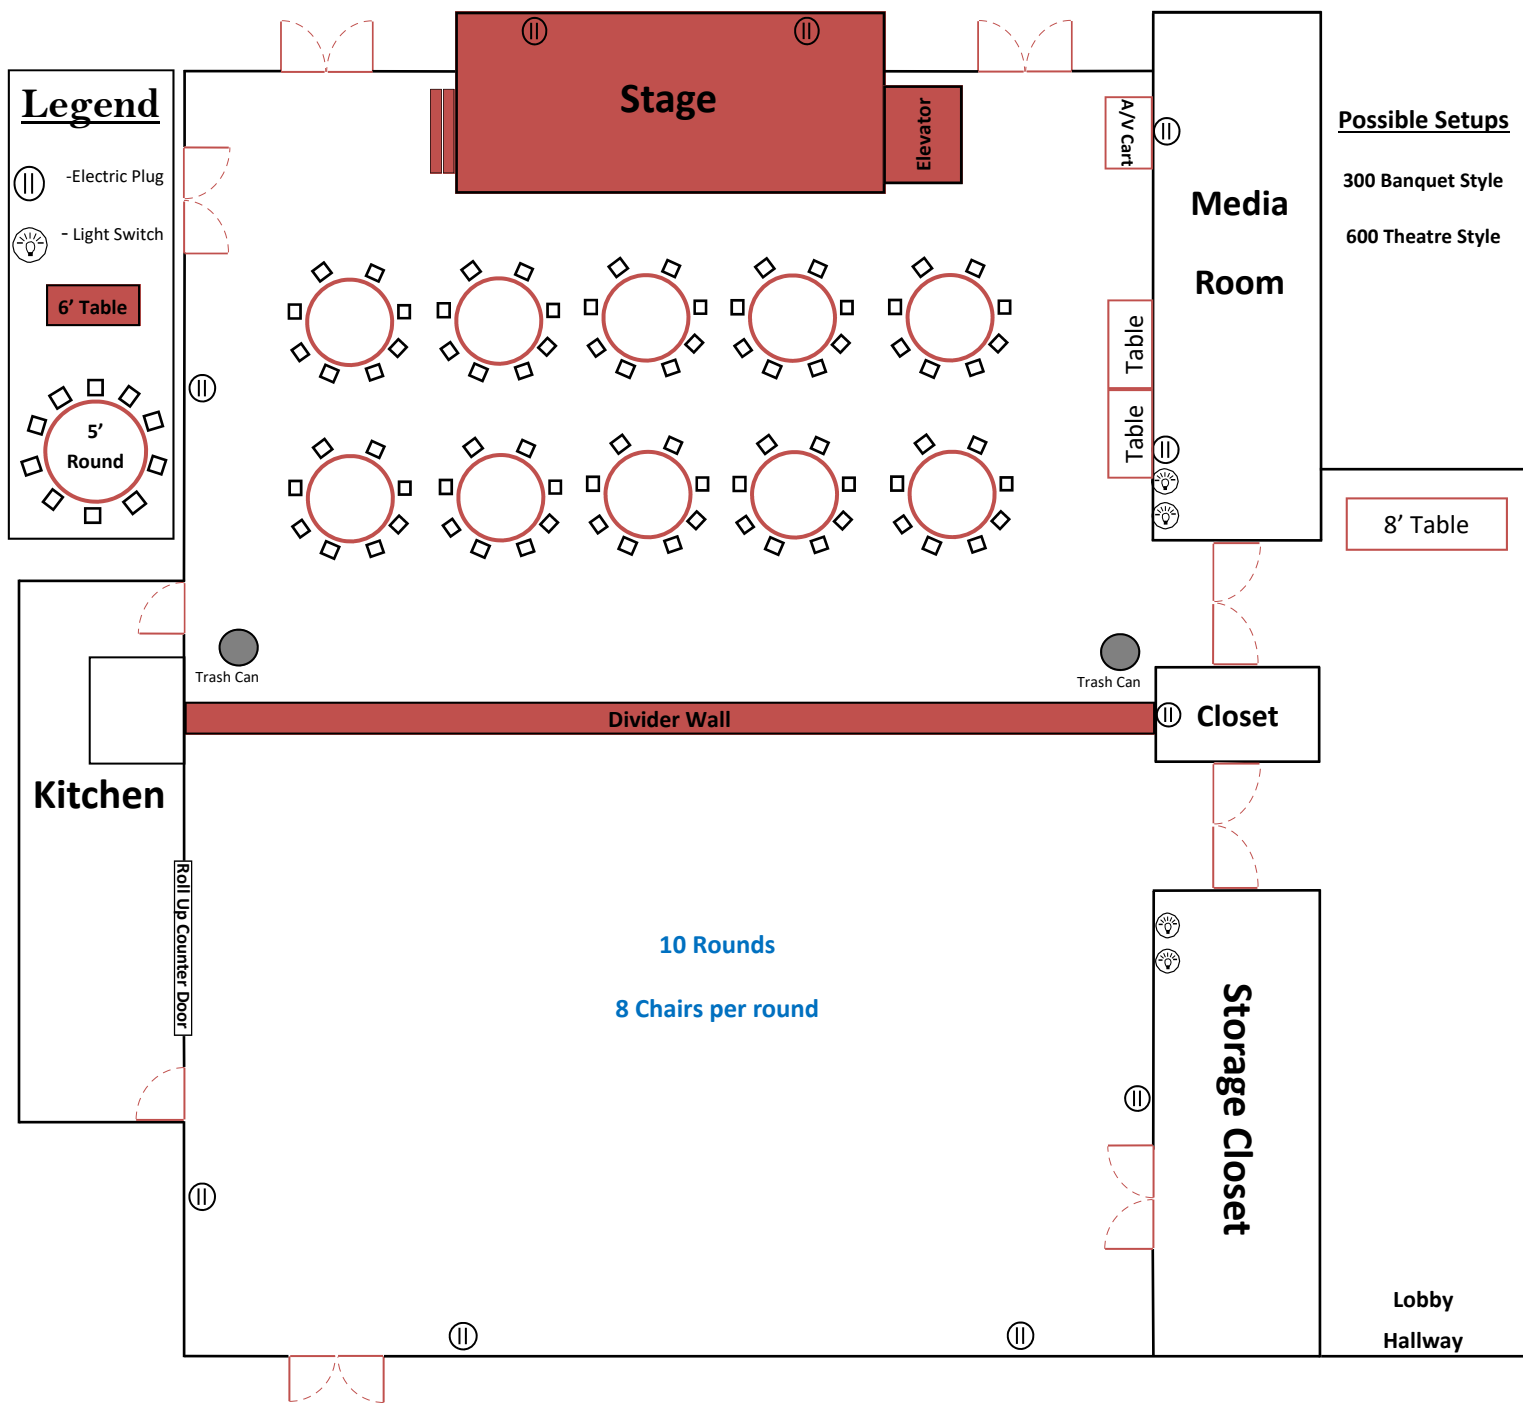 Legend
-Electric Plug
- Light Switch
6’ Table
5’
Round
Stage
Elevator
A/V Cart
Media
Room
Possible Setups
300 Banquet Style
600 Theatre Style
Table
Table
8’ Table
Trash Can
Trash Can
Divider Wall
Closet
Kitchen
Roll Up Counter Door
10 Rounds
8 Chairs per round
Storage Closet
Lobby
Hallway